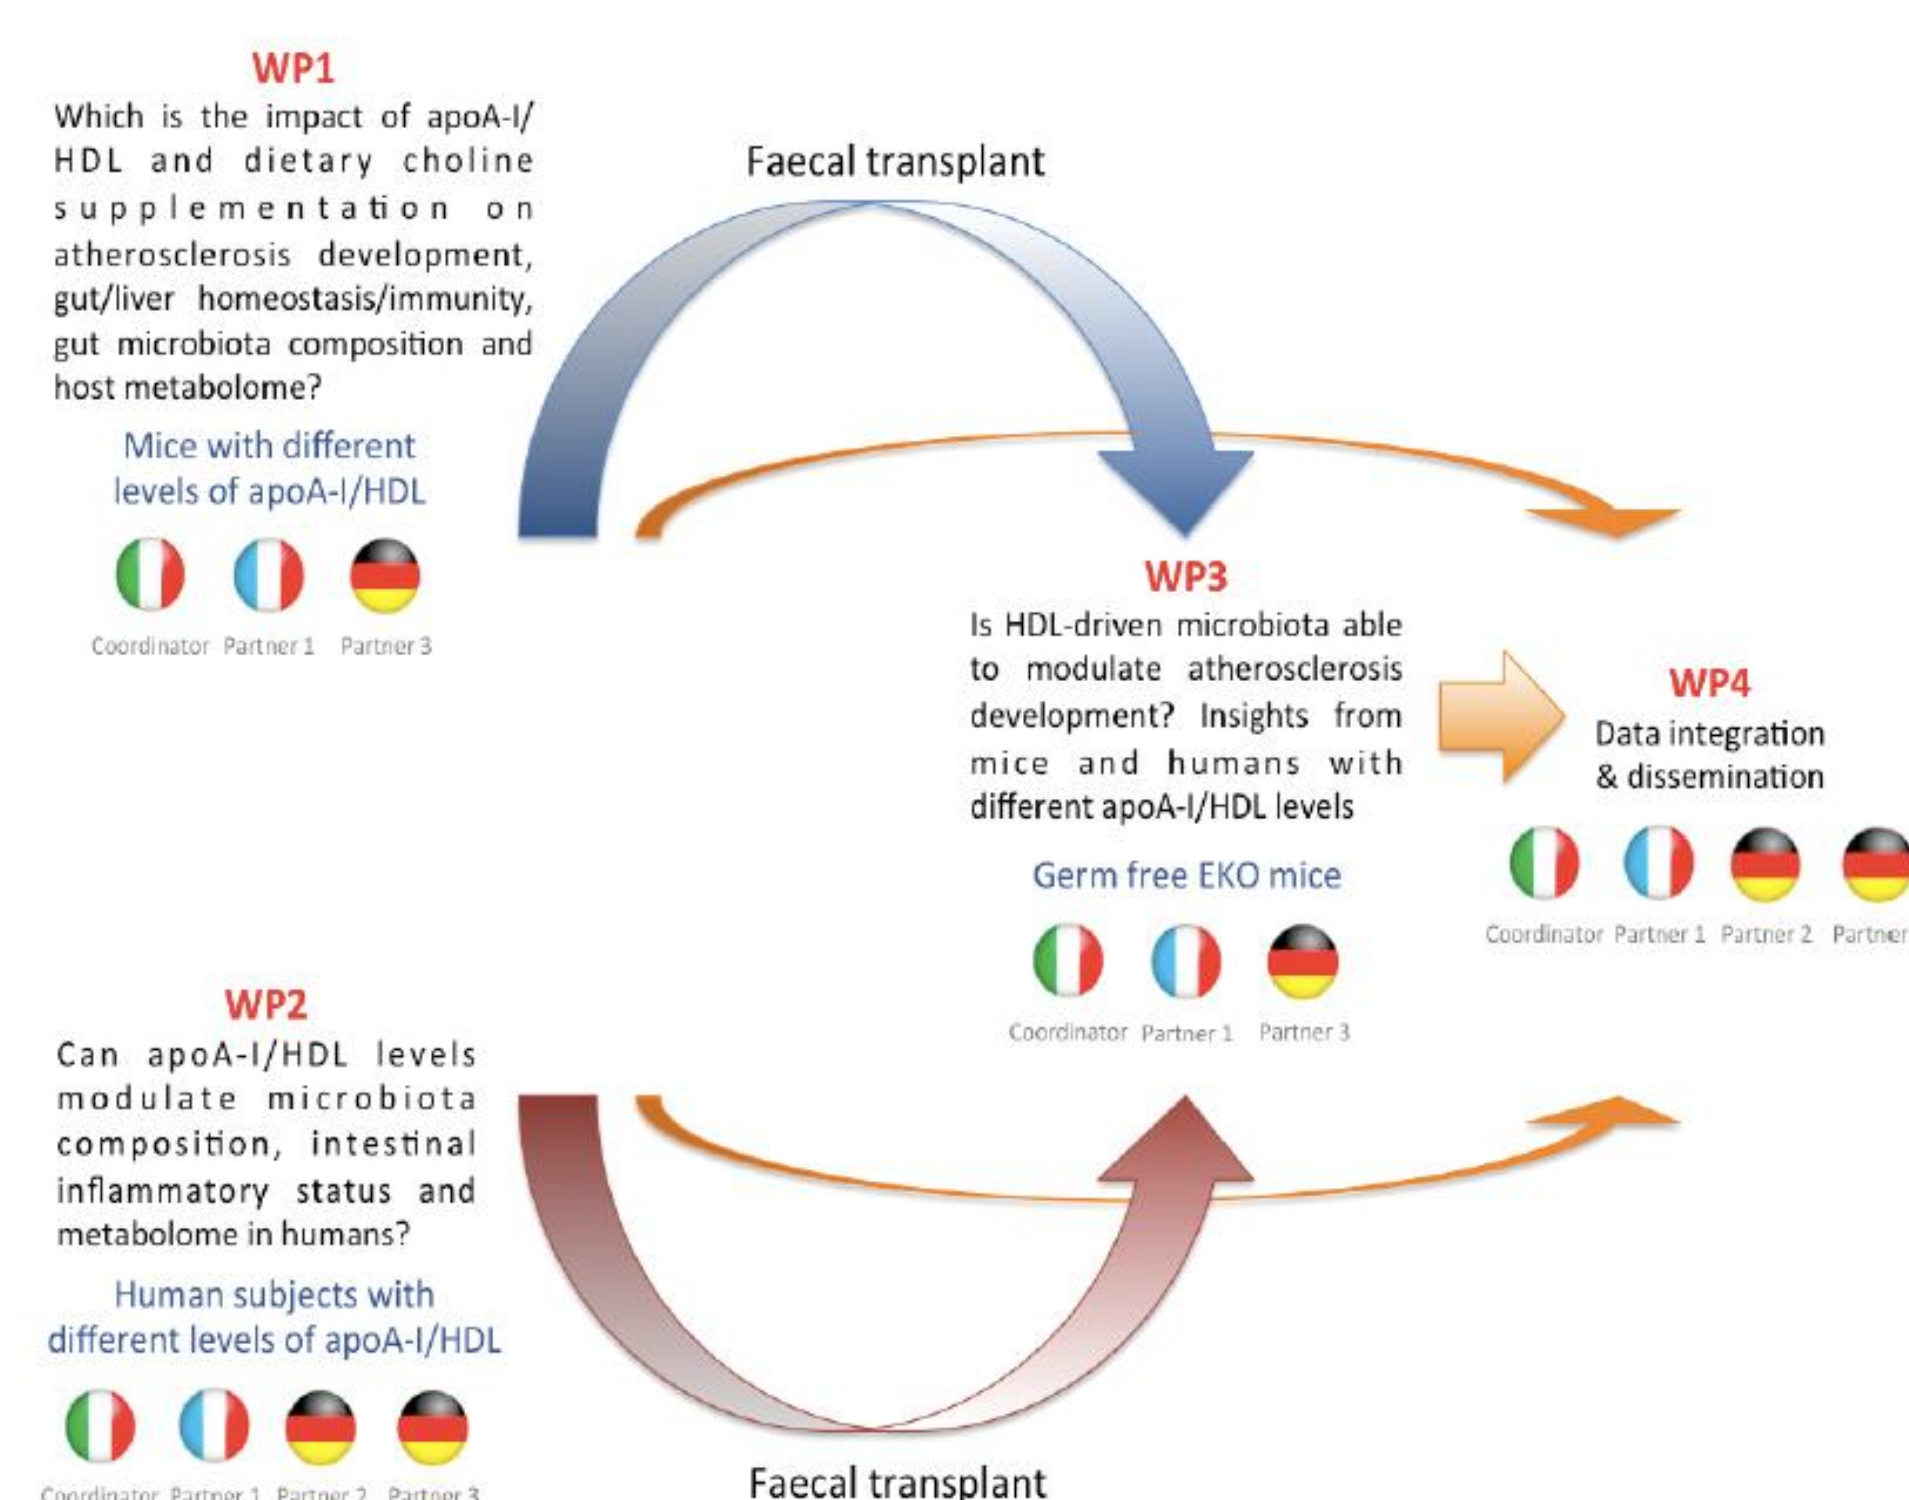 WP1
Which is the impact of apoA-I/
HDL and dietary choline
supplementation on
atherosclerosis development,
gut/liver homeostasis/immunity,
gut microbiota composition and
host metabolome?
Mice with different
levels of apoA-I/HDL
Coordinator Partner 1 Partner 3
Faecal transplant
WP3
Is HDL-driven microbiota able
to modulate atherosclerosis
development? Insights from
mice and humans with
different apoA-I/HDL levels
Germ free EKO mice
Coordinator Partner 1 Partner 3
WP4
Data integration
& dissemination
Coordinator Partner 1 Partner 2 Partner
WP2
Can apoA-I/HDL levels
modulate microbiota
composition, intestinal
inflammatory status and
metabolome in humans?
Human subjects with
different levels of apoA-I/HDL
Coordinator Partner 1 Partner 2 Partner 3
Faecal transplant